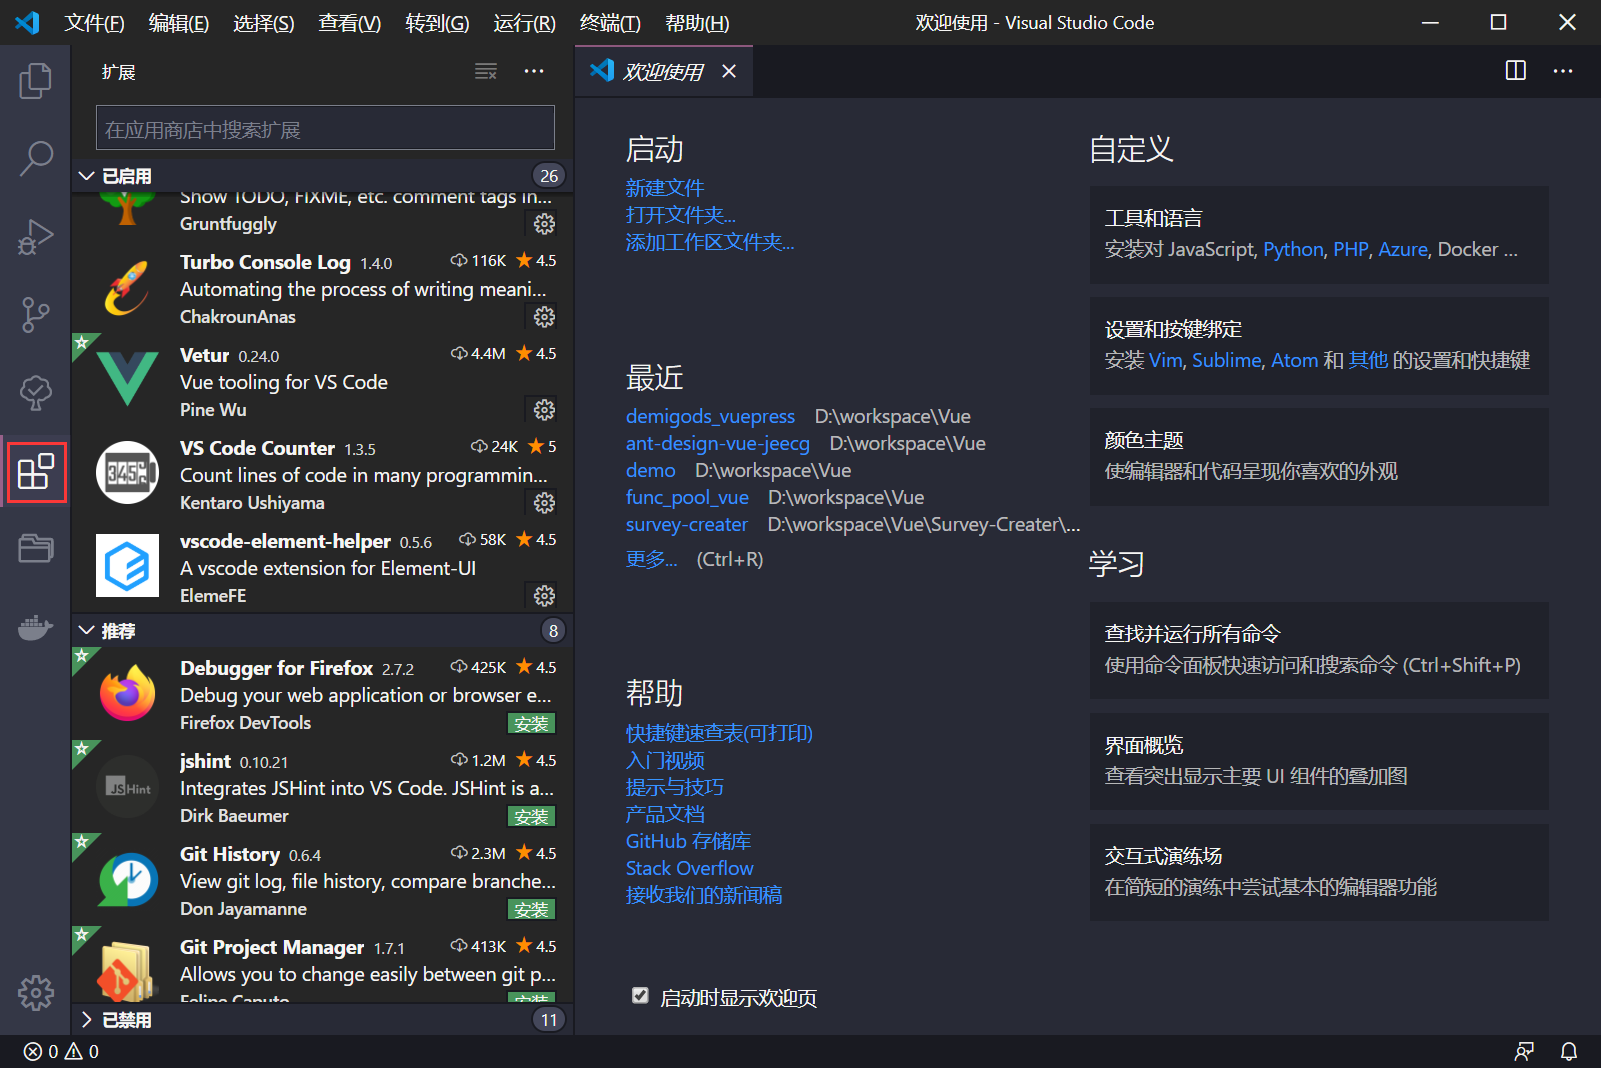 文件(F) 编辑(E) 选择(S) 查看(V) 转到(G) 运行(R) 终端(T) 帮助(H) 欢迎使用 - Visual Studio Code
扩展
在应用商店中搜索扩展
已启用 26
Show TODO, FIXME, etc. comment tags in...
Gruntfuggly
Turbo Console Log 1.4.0 116K 4.5
Automating the process of writing meani...
ChakrounAnas
Vetur 0.24.0 4.4M 4.5
Vue tooling for VS Code
Pine Wu
VS Code Counter 1.3.5 24K 5
345
Count lines of code in many programmin...
Kentaro Ushiyama
vscode-element-helper 0.5.6 58K 4.5
A vscode extension for Element-UI
ElemeFE
推荐 8
Debugger for Firefox 2.7.2 425K 4.5
Debug your web application or browser e...
Firefox DevTools 安装
jshint 0.10.21 1.2M 4.5
JSHint
Integrates JSHint into VS Code. JSHint is a...
Dirk Baeumer 安装
Git History 0.6.4 2.3M 4.5
View git log, file history, compare branche...
Don Jayamanne 安装
Git Project Manager 1.7.1 413K 4.5
Allows you to change easily between git p...
Felipe Caputo 安装
已禁用 11
欢迎使用
启动
新建文件
打开文件夹...
添加工作区文件夹...
最近
demigods_vuepress D:\workspace\Vue
ant-design-vue-jeecg D:\workspace\Vue
demo D:\workspace\Vue
func_pool_vue D:\workspace\Vue
survey-creater D:\workspace\Vue\Survey-Creater\...
更多... (Ctrl+R)
帮助
快捷键速查表(可打印)
入门视频
提示与技巧
产品文档
GitHub 存储库
Stack Overflow
接收我们的新闻稿
启动时显示欢迎页
自定义
工具和语言
安装对 JavaScript, Python, PHP, Azure, Docker ...
设置和按键绑定
安装 Vim, Sublime, Atom 和 其他 的设置和快捷键
颜色主题
使编辑器和代码呈现你喜欢的外观
学习
查找并运行所有命令
使用命令面板快速访问和搜索命令 (Ctrl+Shift+P)
界面概览
查看突出显示主要 UI 组件的叠加图
交互式演练场
在简短的演练中尝试基本的编辑器功能
0 0